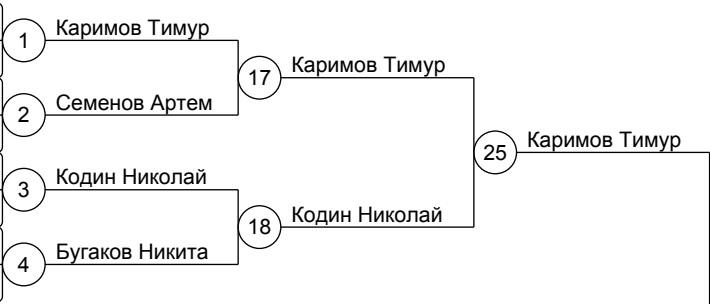 1 Каримов Тимур
17 Каримов Тимур
2 Семенов Артем
25 Каримов Тимур
3 Кодин Николай
18 Кодин Николай
4 Бугаков Никита